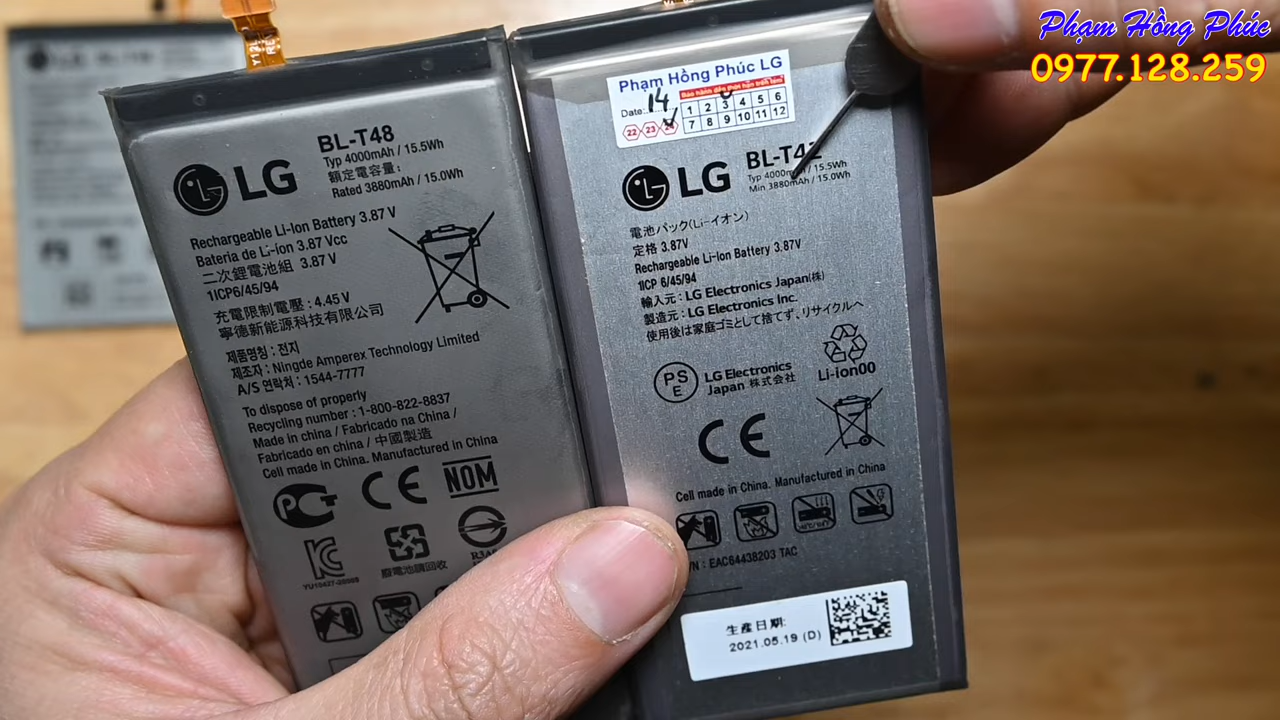 Phạm Hồng Phúc
0977.128.259
LG
BL-T48
Typ 4000mAh / 15.5Wh
額定電容量:
Rated 3880mAh / 15.0Wh
Rechargeable Li-Ion Battery 3.87 V
Bateria de Li-ion 3.87 Vcc
二次鋰電池組 3.87 V
1ICP6/45/94
充電限制電壓 : 4.45 V
寧德新能源科技有限公司
제품명칭 : 전지
제조자 : Ningde Amperex Technology Limited
A/S 연락처 : 1544-7777
To dispose of properly
Recycling number : 1-800-822-8837
Made in china / Fabricado na China /
Fabricado en china / 中國製造
Cell made in China. Manufactured in China
CE
NOM
廢電池請回收
Phạm Hồng Phúc LG
Bảo hành đến thời hạn trên tem
Date: 14
1 2 3 4 5 6
7 8 9 10 11 12
22 23
LG
Typ 4000mAh / 15.5Wh
Min 3880mAh / 15.0Wh
電池パック(Li-イオン)
定格 3.87V
Rechargeable Li-Ion Battery 3.87V
1ICP 6/45/94
輸入元 : LG Electronics Japan(株)
製造元 : LG Electronics Inc.
使用後は家庭ゴミとして捨てず、リサイクルへ
PS
E
LG Electronics
Japan 株式会社
Li-ion00
CE
Cell made in China. Manufactured in China
/N : EAC64438203 TAC
生産日期:
2021.05.19 (D)
LG